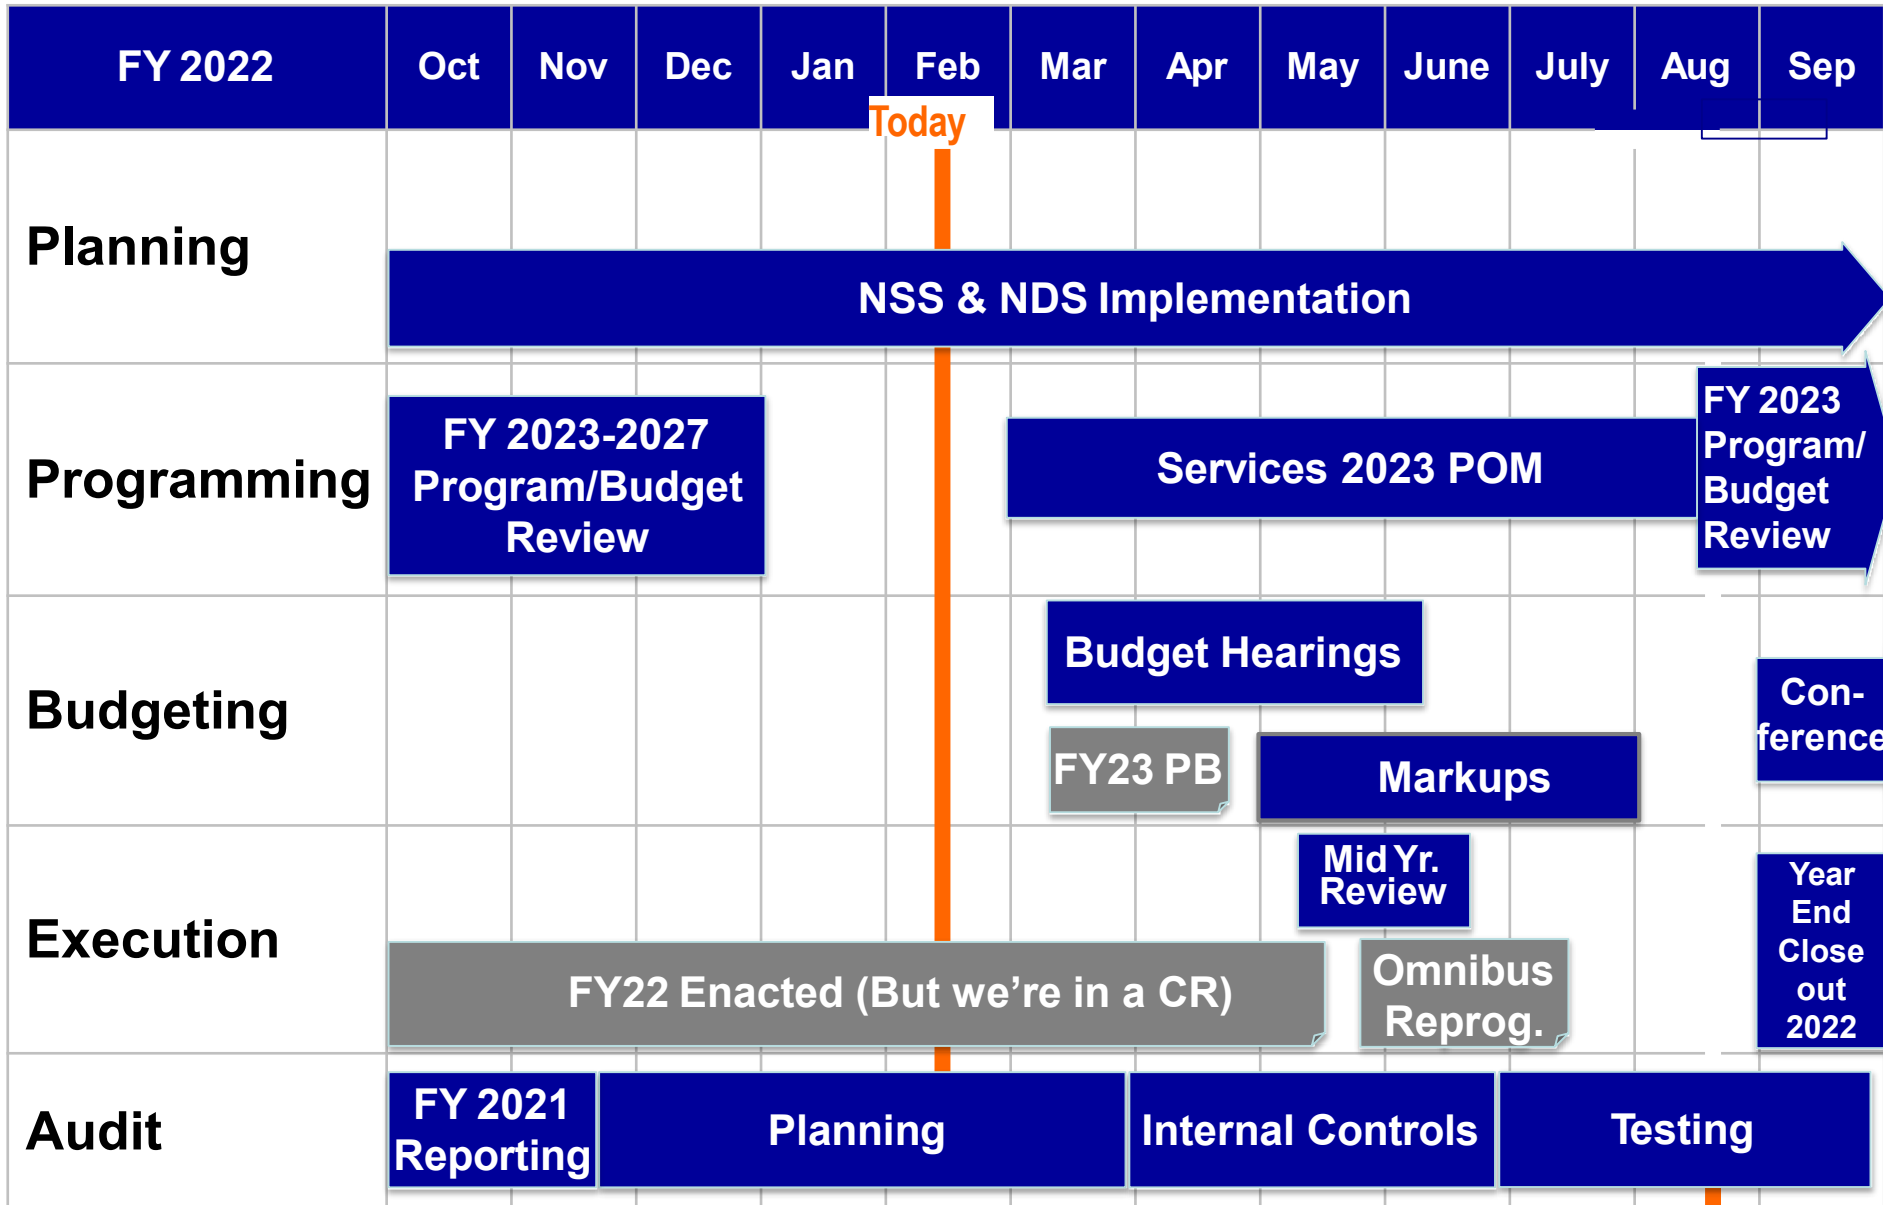 FY 2022 Oct Nov Dec Jan Feb Mar Apr May June July Aug Sep
Today
Planning
NSS & NDS Implementation
Programming
FY 2023-2027
Program/Budget
Review
Services 2023 POM
FY 2023
Program/
Budget
Review
Budgeting
Budget Hearings
FY23 PB
Markups
Con-
ference
Execution
Mid Yr.
Review
FY22 Enacted (But we’re in a CR)
Omnibus
Reprog.
Year
End
Close
out
2022
Audit
FY 2021
Reporting
Planning
Internal Controls
Testing